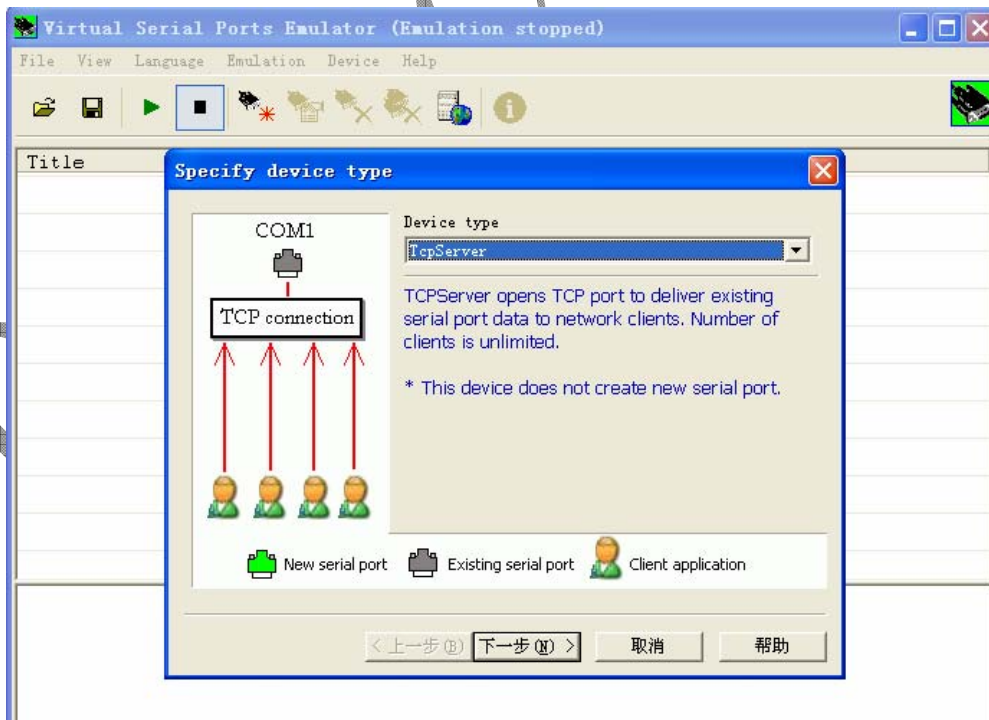 Virtual Serial Ports Emulator (Emulation stopped)
File View Language Emulation Device Help
Title
Specify device type
COM1
TCP connection
Device type
TcpServer
TCPServer opens TCP port to deliver existing
serial port data to network clients. Number of
clients is unlimited.
* This device does not create new serial port.
New serial port Existing serial port Client application
< 上一步(B) 下一步(N) > 取消 帮助